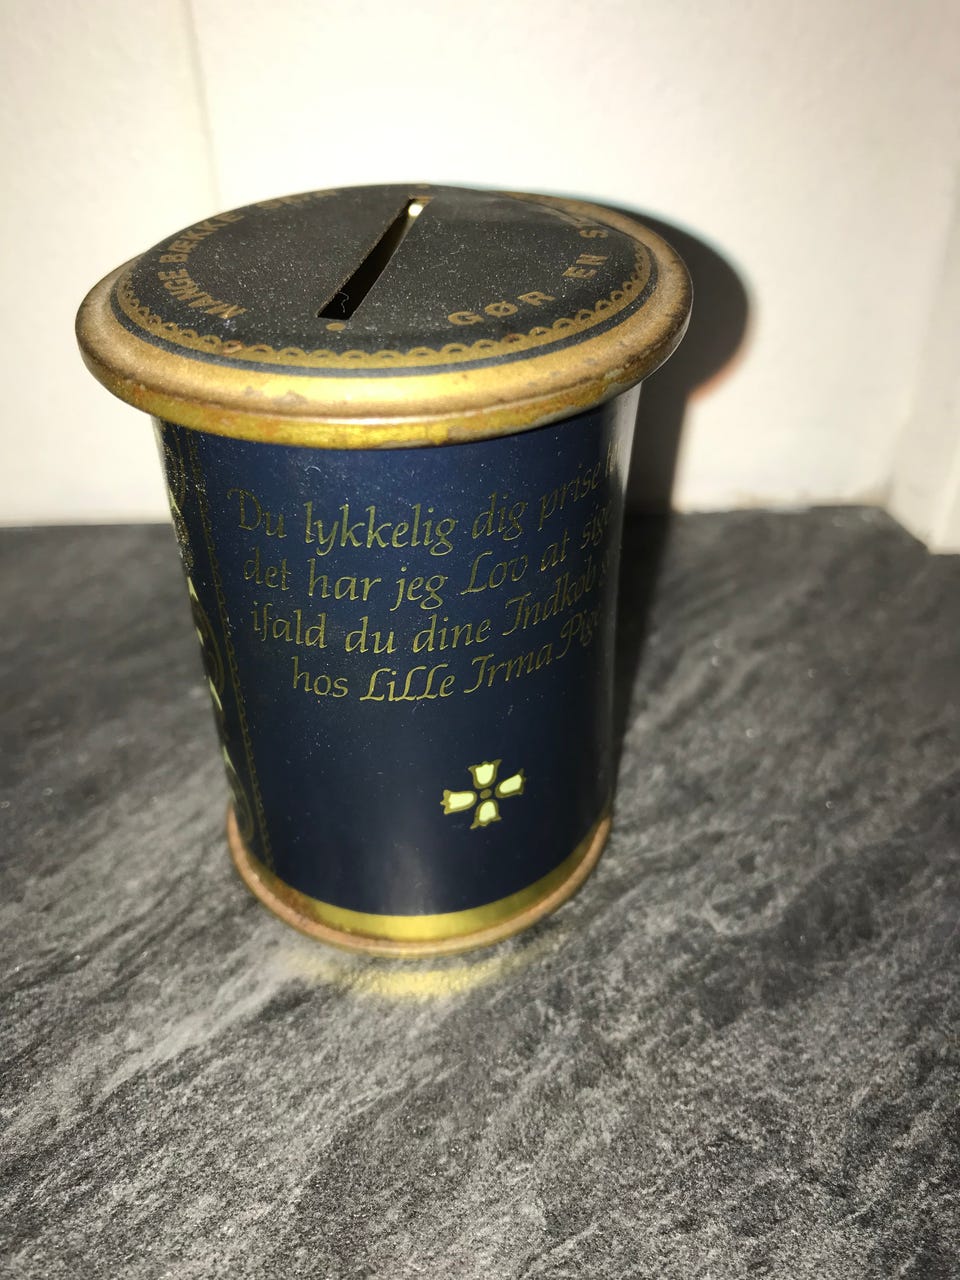 MANGE BÆKKE
GØR EN
Du lykkelig dig prise
det har jeg Lov at sige
ifald du dine Indkøb
hos Lille Irma Pige